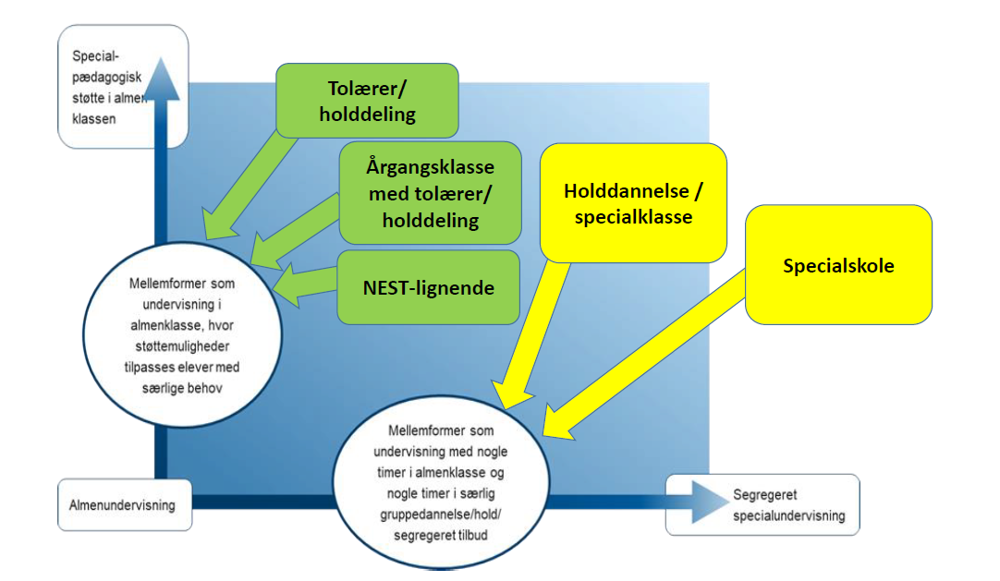 Special-
pædagogisk
støtte i almen
klassen
Tolærer/
holddeling
Årgangsklasse
med tolærer/
holddeling
NEST-lignende
Holddannelse /
specialklasse
Specialskole
Mellemformer som
undervisning i
almenklasse, hvor
støttemuligheder
tilpasses elever med
særlige behov
Mellemformer som
undervisning med nogle
timer i almenklasse og
nogle timer i særlig
gruppedannelse/hold/
segregeret tilbud
Almenundervisning
Segregeret
specialundervisning